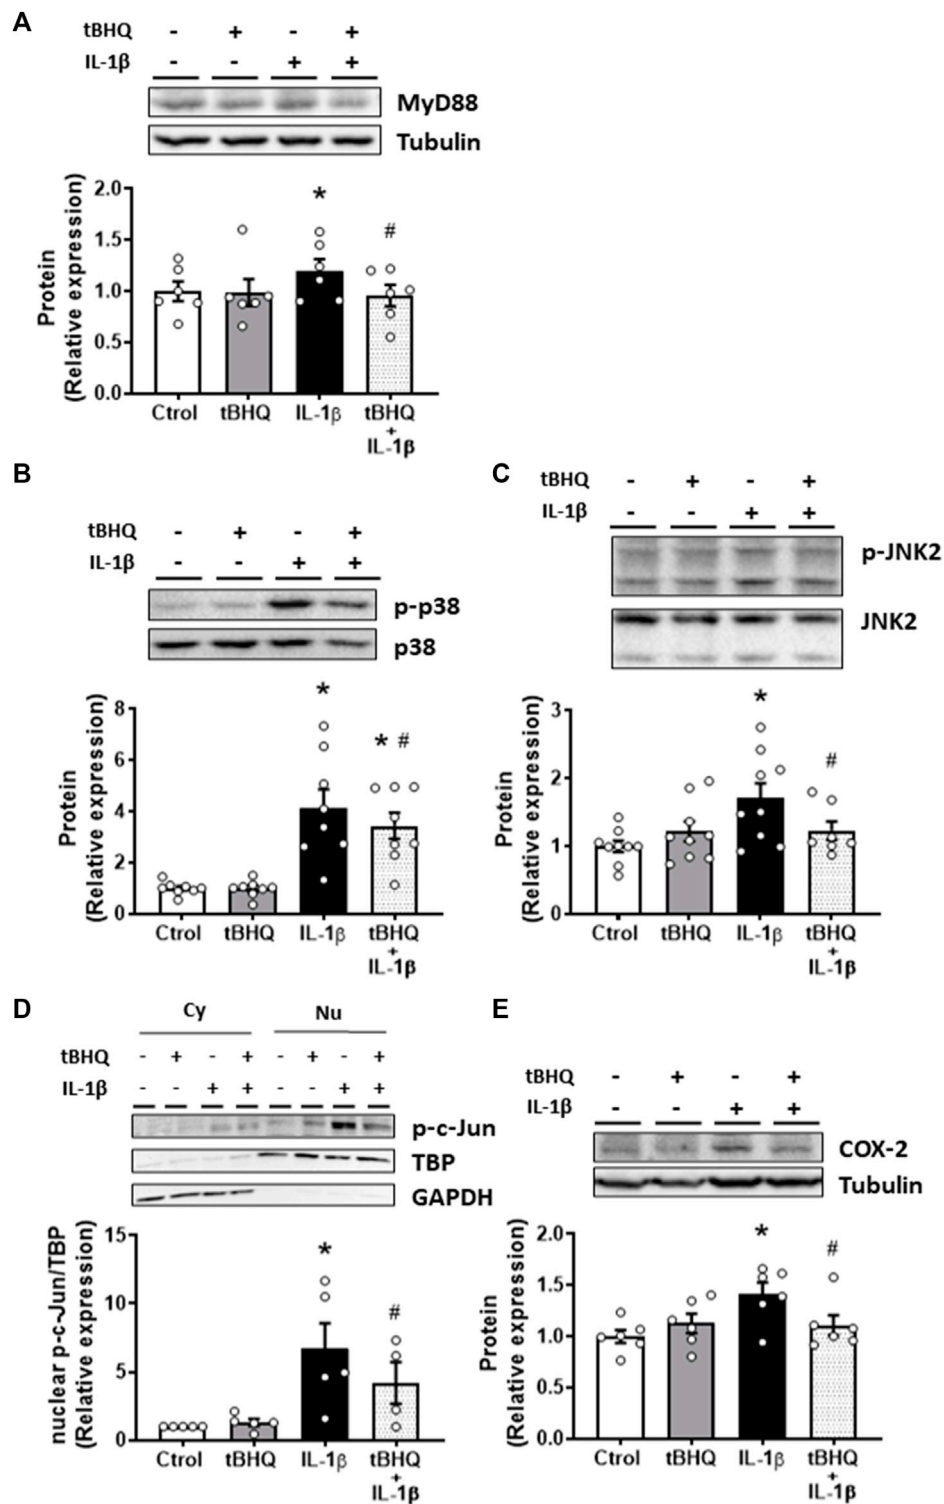 A
tBHQ - + - +
IL-1β - - + +
MyD88
Tubulin
*
#
Protein
(Relative expression)
2.0
1.5
1.0
0.5
0.0
Ctrol tBHQ IL-1β tBHQ
+
IL-1β
B
tBHQ - + - +
IL-1β - - + +
p-p38
p38
*
* #
Protein
(Relative expression)
8
6
4
2
0
Ctrol tBHQ IL-1β tBHQ
+
IL-1β
C
tBHQ - + - +
IL-1β - - + +
p-JNK2
JNK2
*
#
Protein
(Relative expression)
3
2
1
0
Ctrol tBHQ IL-1β tBHQ
+
IL-1β
D
Cy Nu
tBHQ - + - + - + - +
IL-1β - - + + - - + +
p-c-Jun
TBP
GAPDH
*
#
nuclear p-c-Jun/TBP
(Relative expression)
15
10
5
0
Ctrol tBHQ IL-1β tBHQ
+
IL-1β
E
tBHQ - + - +
IL-1β - - + +
COX-2
Tubulin
*
#
Protein
(Relative expression)
2.0
1.5
1.0
0.5
0.0
Ctrol tBHQ IL-1β tBHQ
+
IL-1β